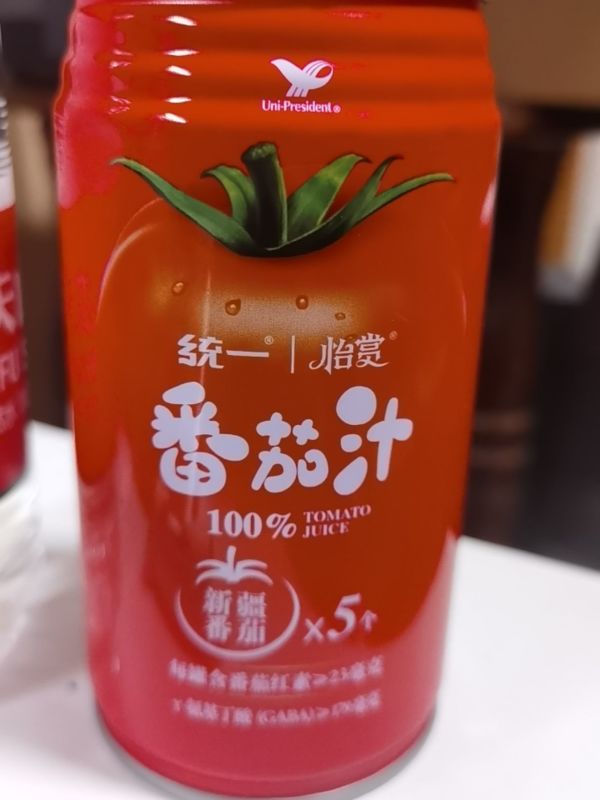 Uni-President®
统一® | 怡赏®
番茄汁
100% TOMATO JUICE
新疆
番茄
×5个
每罐含番茄红素≥23毫克
γ-氨基丁酸 (GABA)≥